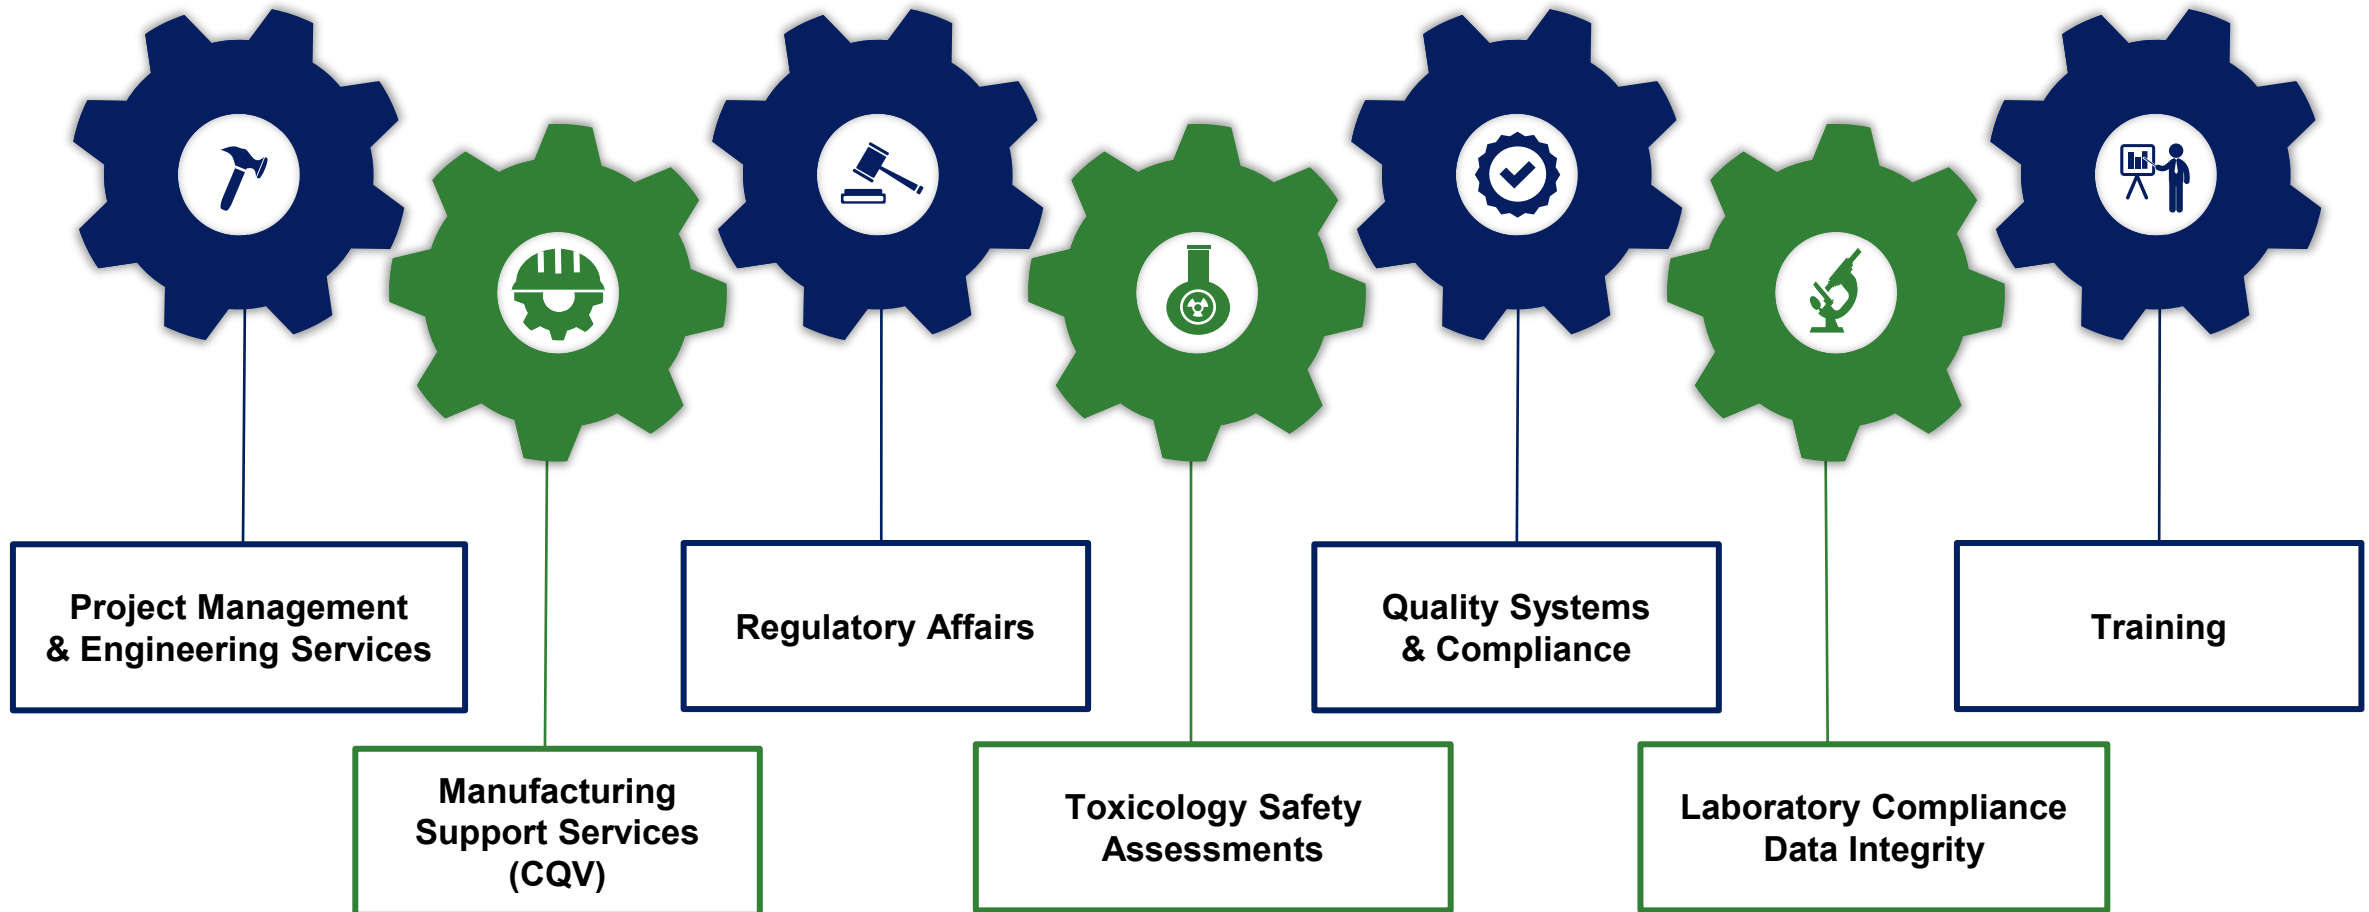 Project Management
& Engineering Services
Manufacturing
Support Services
(CQV)
Regulatory Affairs
Toxicology Safety
Assessments
Quality Systems
& Compliance
Laboratory Compliance
Data Integrity
Training